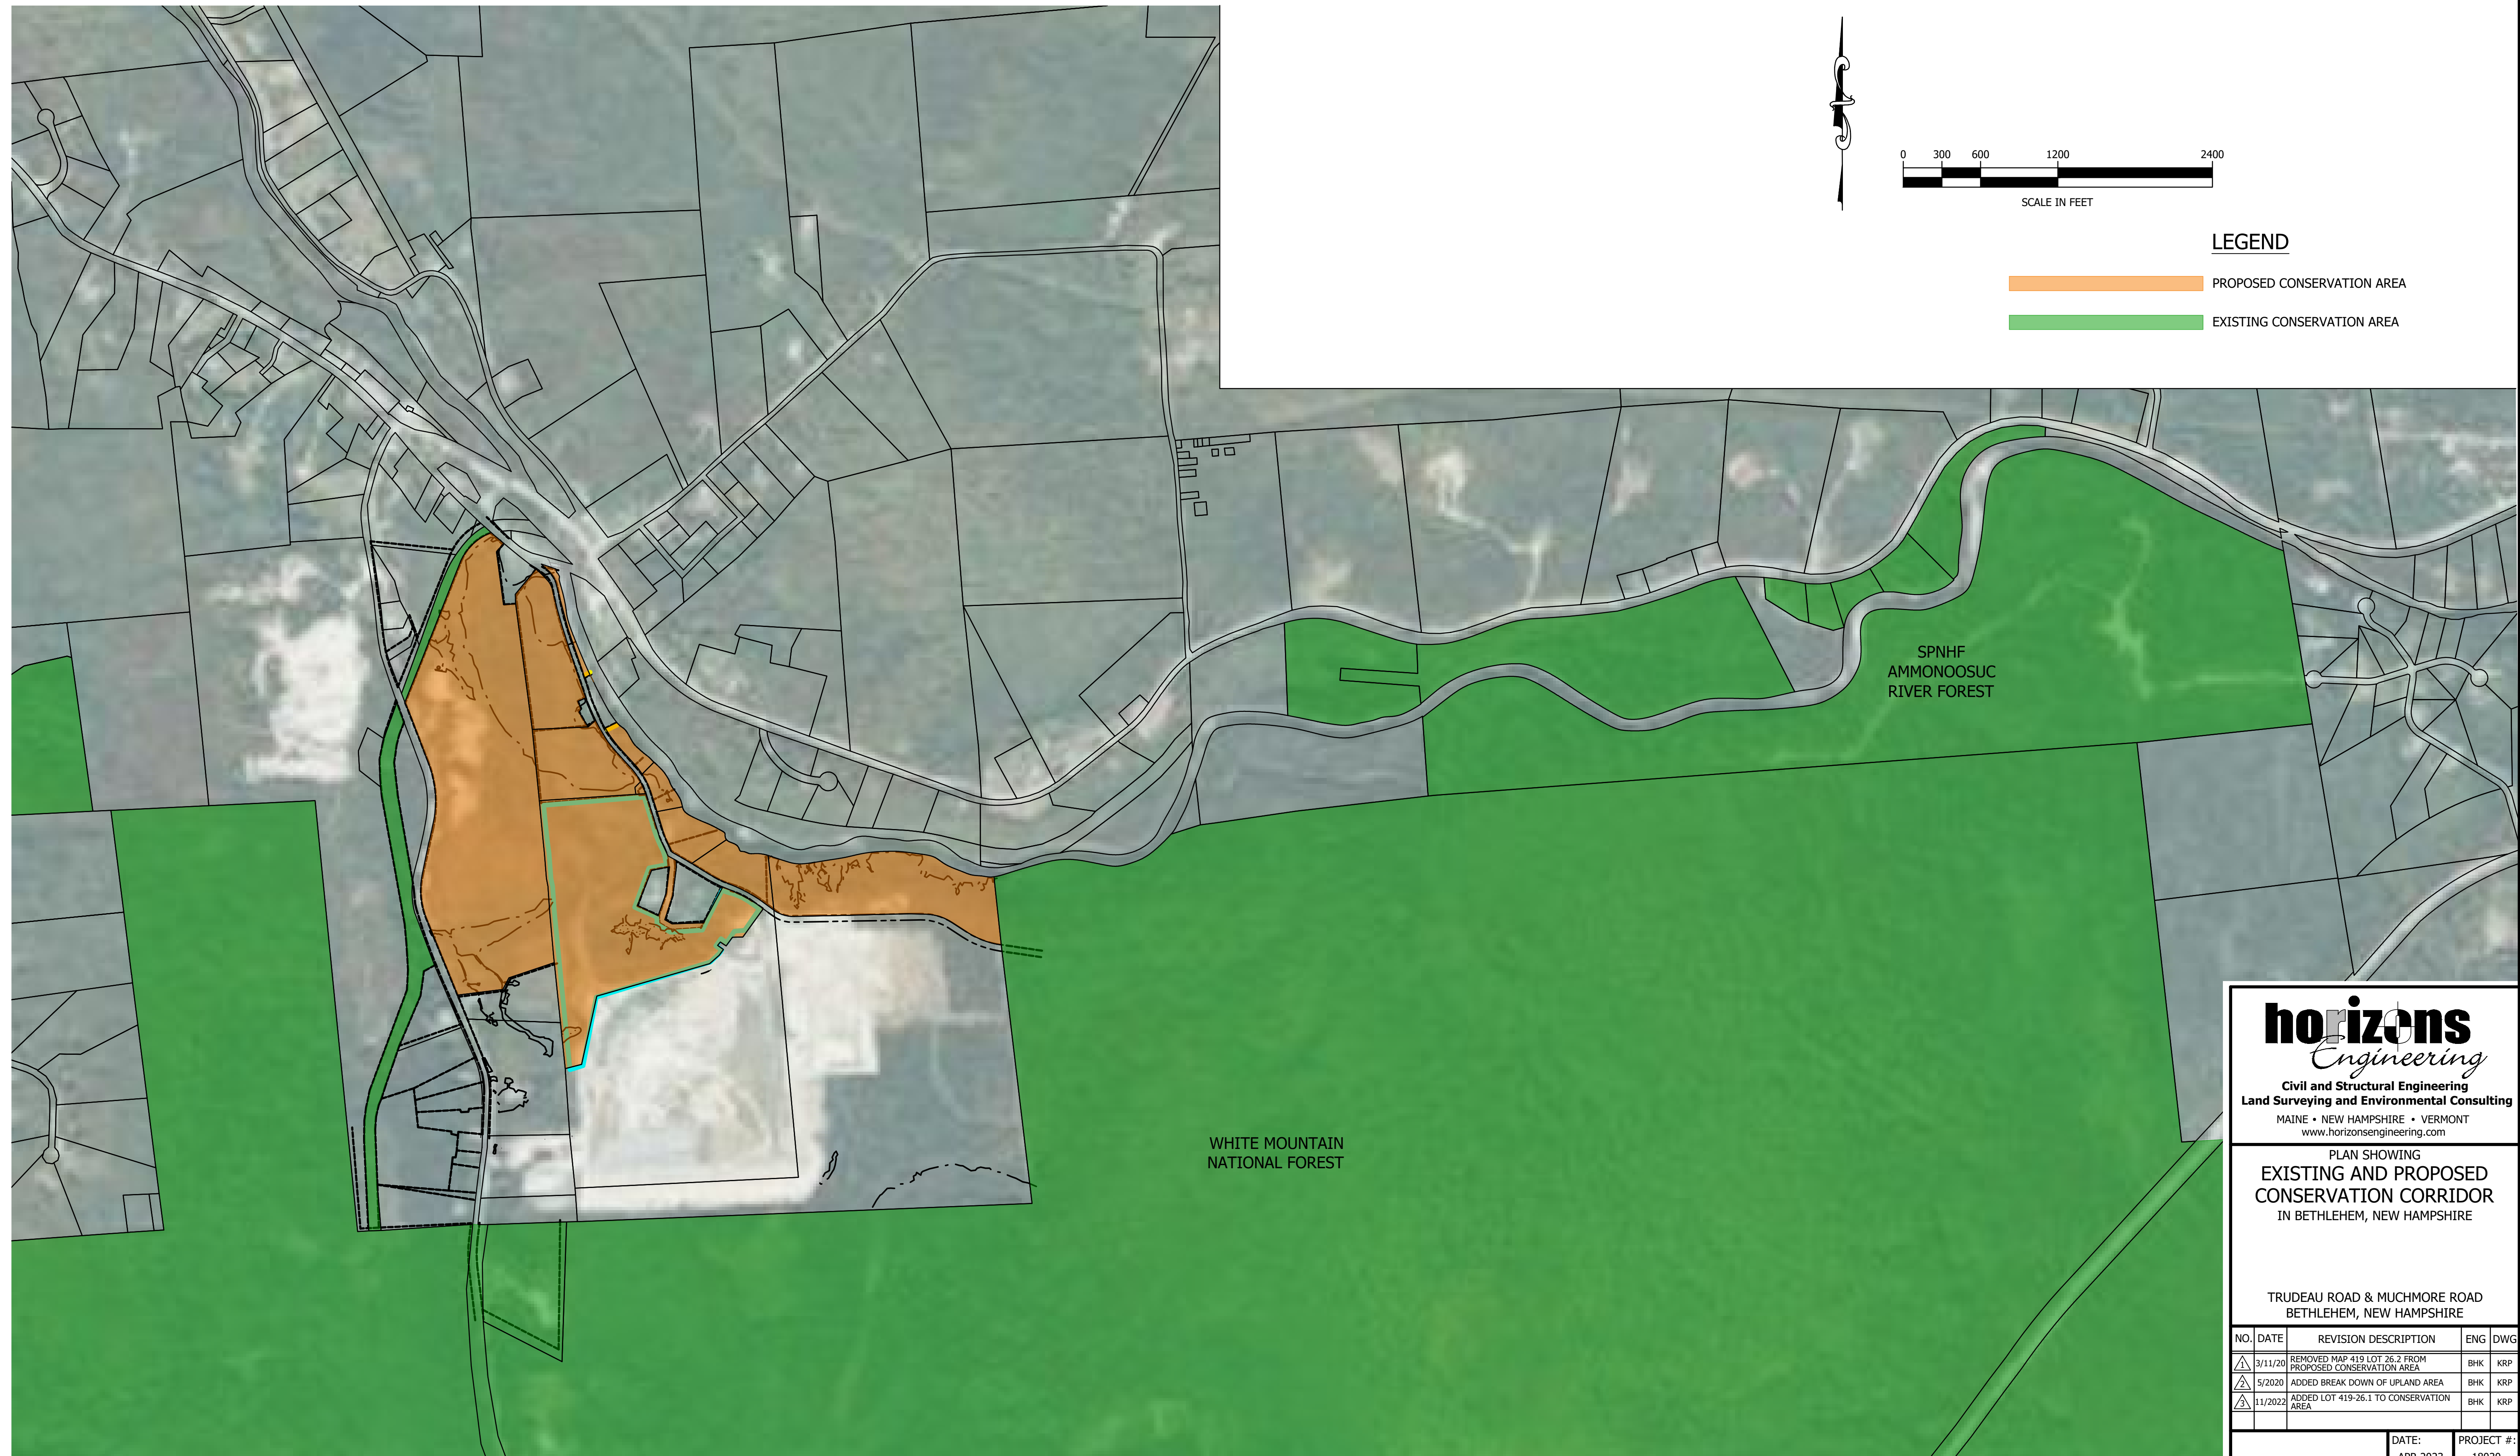 0 300 600 1200 2400
SCALE IN FEET
LEGEND
PROPOSED CONSERVATION AREA
EXISTING CONSERVATION AREA
SPNHF
AMMONOOSUC
RIVER FOREST
WHITE MOUNTAIN
NATIONAL FOREST
horizons
Engineering
Civil and Structural Engineering
Land Surveying and Environmental Consulting
MAINE • NEW HAMPSHIRE • VERMONT
www.horizonsengineering.com
PLAN SHOWING
EXISTING AND PROPOSED
CONSERVATION CORRIDOR
IN BETHLEHEM, NEW HAMPSHIRE
TRUDEAU ROAD & MUCHMORE ROAD
BETHLEHEM, NEW HAMPSHIRE
NO. DATE REVISION DESCRIPTION ENG DWG
1 3/11/20 REMOVED MAP 419 LOT 26.2 FROM
PROPOSED CONSERVATION AREA BHK KRP
2 5/2020 ADDED BREAK DOWN OF UPLAND AREA BHK KRP
3 11/2022 ADDED LOT 419-26.1 TO CONSERVATION
AREA BHK KRP
DATE: PROJECT #: